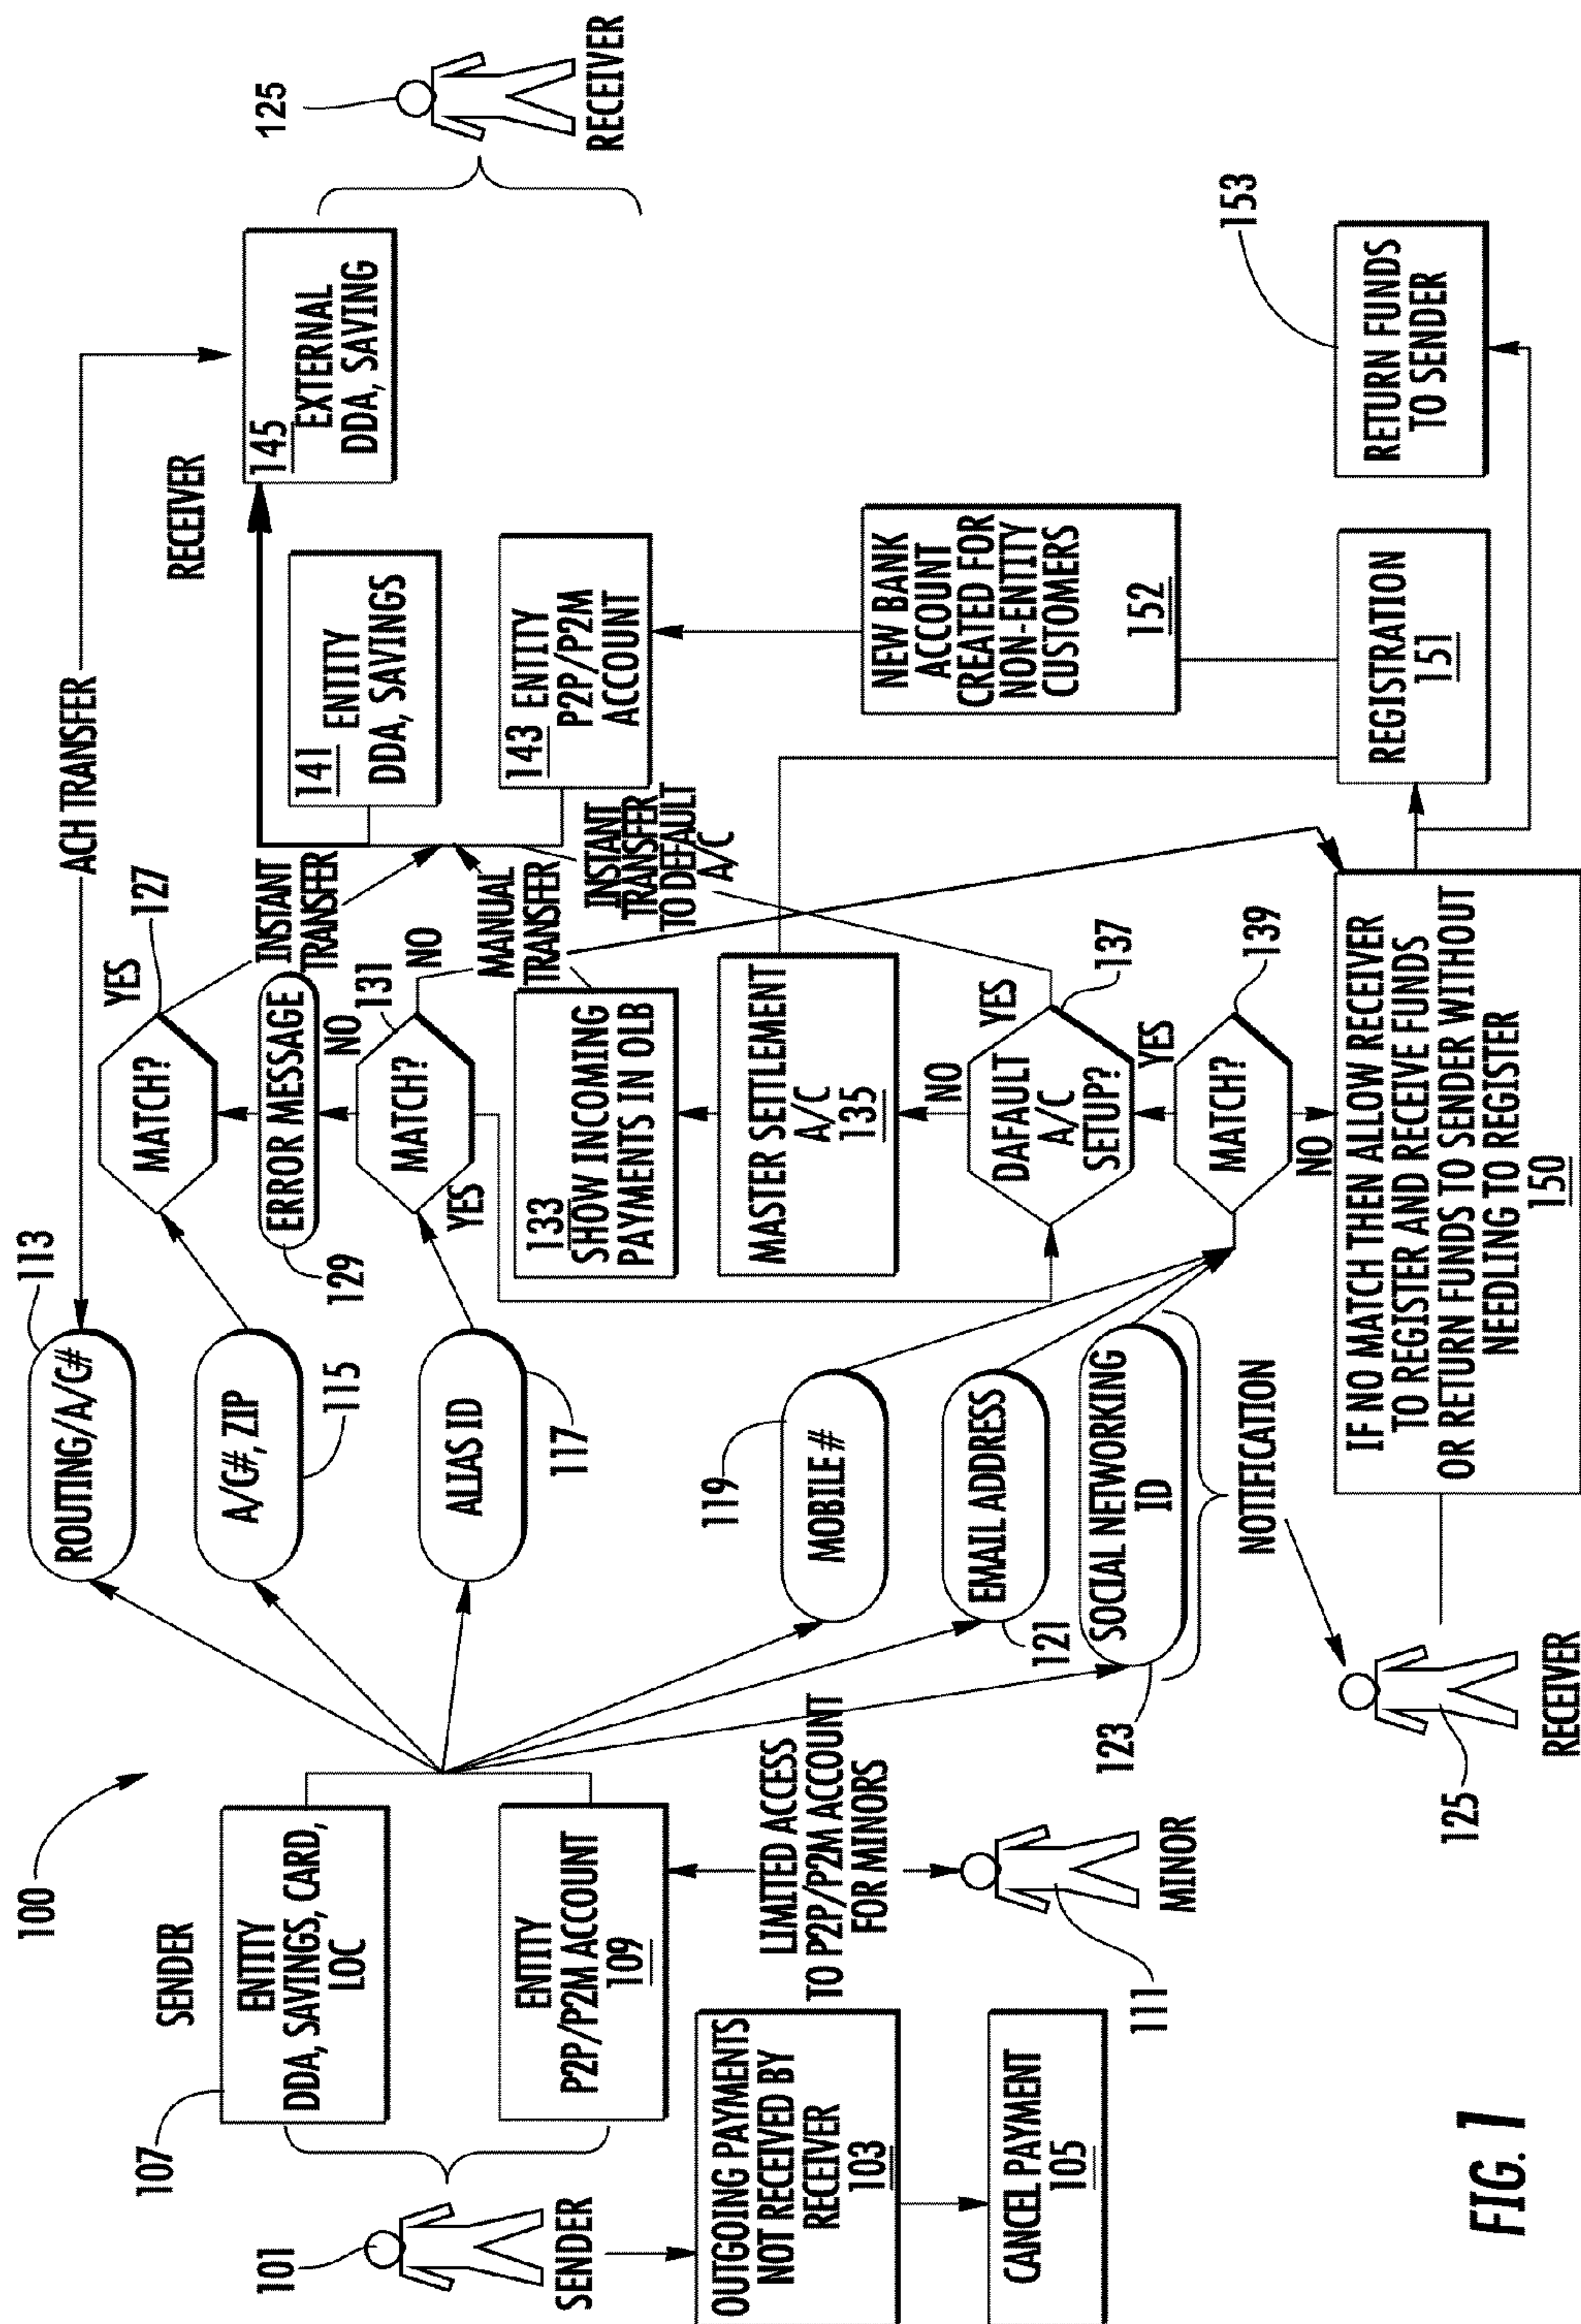 100
101
SENDER
OUTGOING PAYMENTS
NOT RECEIVED BY
RECEIVER
103
CANCEL PAYMENT
105
107
SENDER
ENTITY
DDA, SAVINGS, CARD,
LOC
ENTITY
P2P/P2M ACCOUNT
109
LIMITED ACCESS
TO P2P/P2M ACCOUNT
FOR MINORS
111
MINOR
113
ROUTING/A/C#
A/C#, ZIP
115
ALIAS ID
117
119
MOBILE #
EMAIL ADDRESS
121
SOCIAL NETWORKING
ID
123
NOTIFICATION
125
RECEIVER
ACH TRANSFER
YES
127
MATCH?
INSTANT
TRANSFER
ERROR MESSAGE
129
NO
131
MATCH?
NO
YES
MANUAL
TRANSFER
133
SHOW INCOMING
PAYMENTS IN OLB
MASTER SETTLEMENT
A/C
135
NO
YES
137
DAFAULT
A/C
SETUP?
INSTANT
TRANSFER
TO DEFAULT
A/C
YES
139
MATCH?
NO
IF NO MATCH THEN ALLOW RECEIVER
TO REGISTER AND RECEIVE FUNDS
OR RETURN FUNDS TO SENDER WITHOUT
NEEDLING TO REGISTER
150
RECEIVER
145
EXTERNAL
DDA, SAVING
141
ENTITY
DDA, SAVINGS
143
ENTITY
P2P/P2M
ACCOUNT
NEW BANK
ACCOUNT
CREATED FOR
NON-ENTITY
CUSTOMERS
152
REGISTRATION
151
153
RETURN FUNDS
TO SENDER
125
RECEIVER
FIG. 1